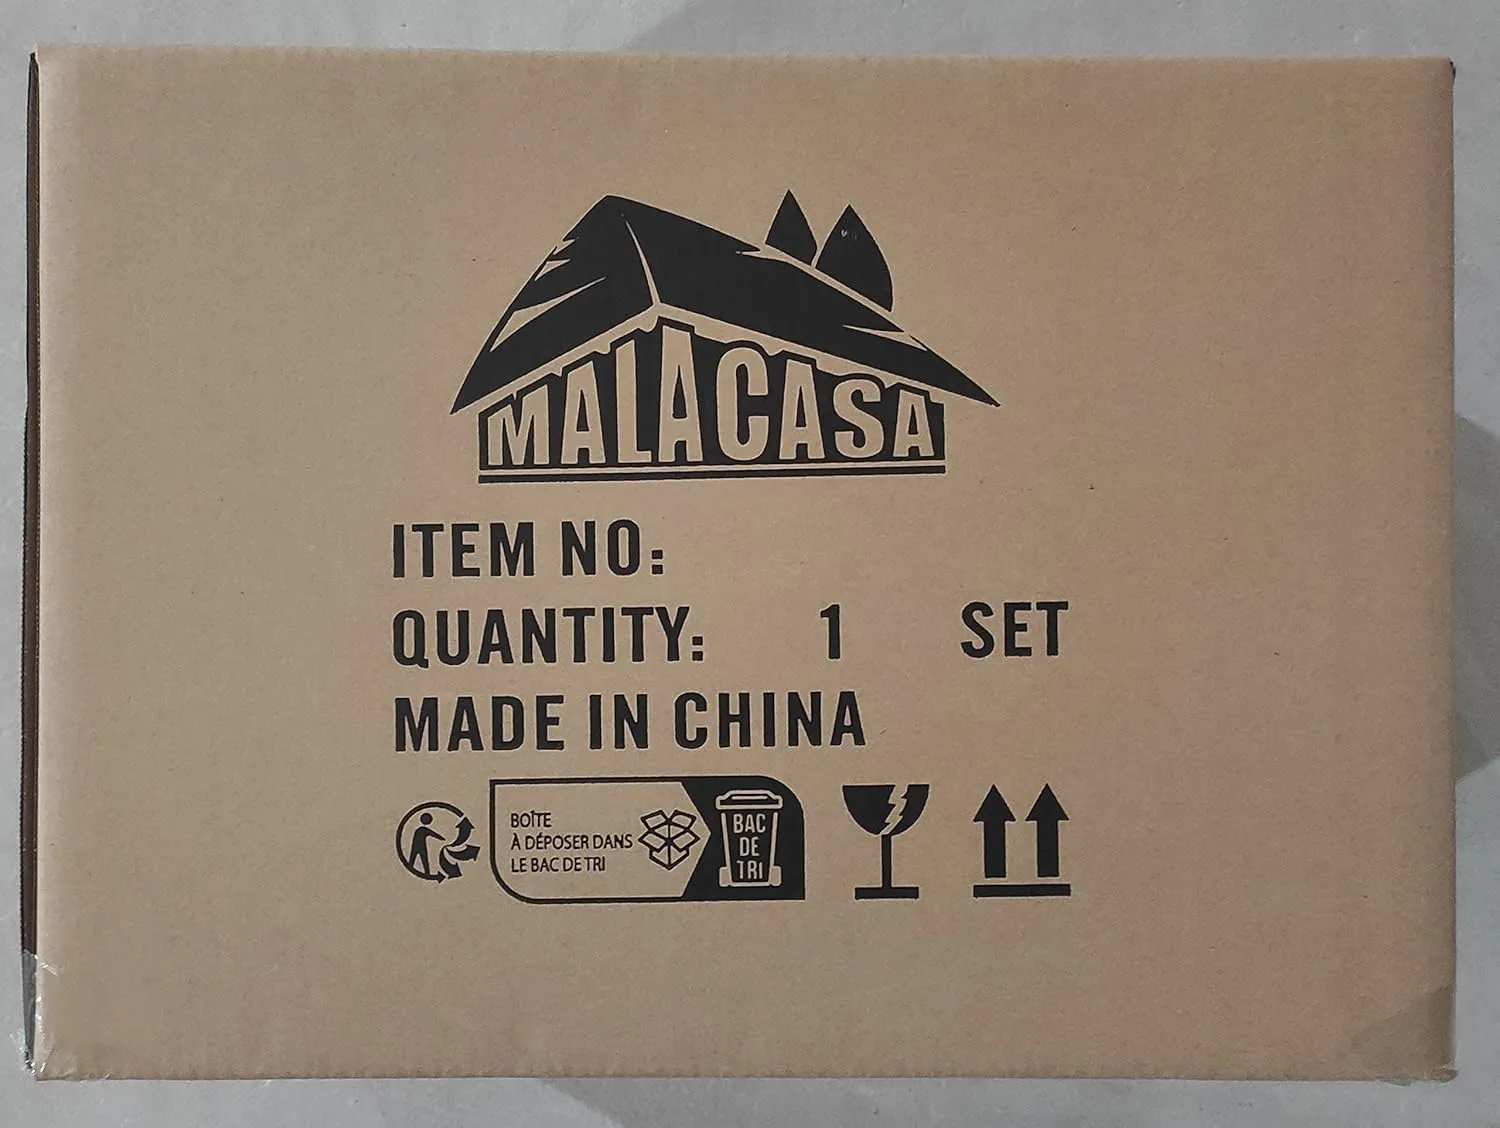 MALACASA
ITEM NO:
QUANTITY: 1 SET
MADE IN CHINA
BOÎTE
À DÉPOSER DANS
LE BAC DE TRI
BAC
DE
TRI